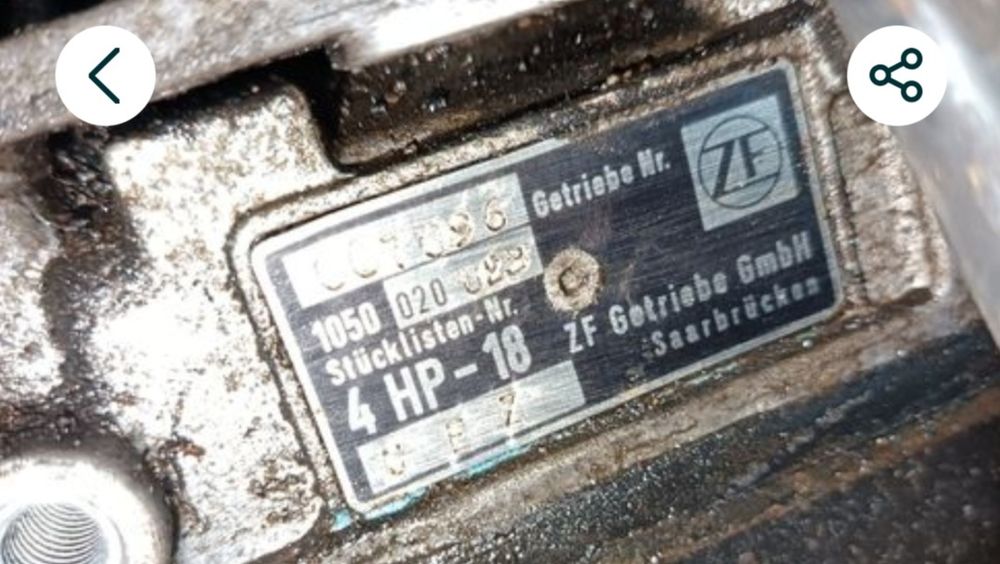 Getriebe Nr.
ZF
1050 020
Stücklisten-Nr.
4 HP-18
ZF Getriebe GmbH
Saarbrücken